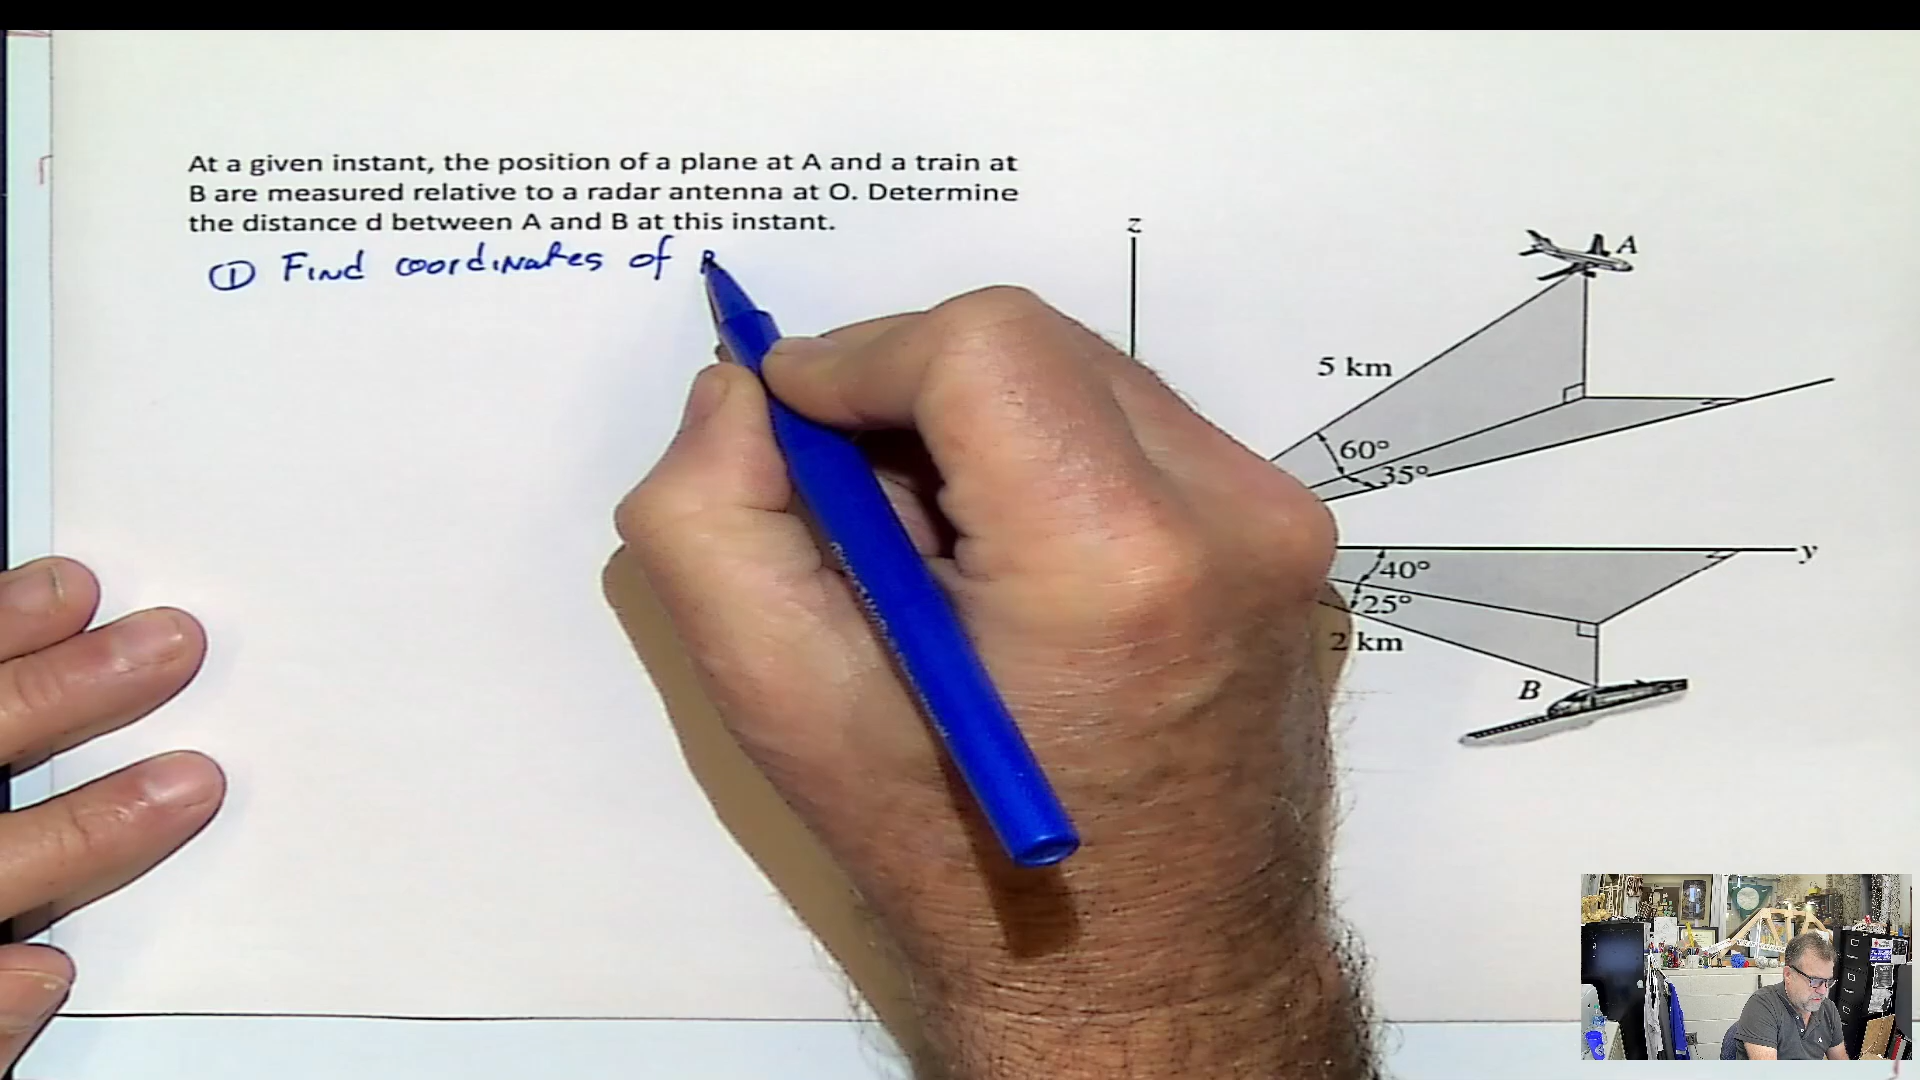 At a given instant, the position of a plane at A and a train at
B are measured relative to a radar antenna at O. Determine
the distance d between A and B at this instant.
① Find coordinates of
z
A
5 km
60°
35°
y
40°
25°
2 km
B